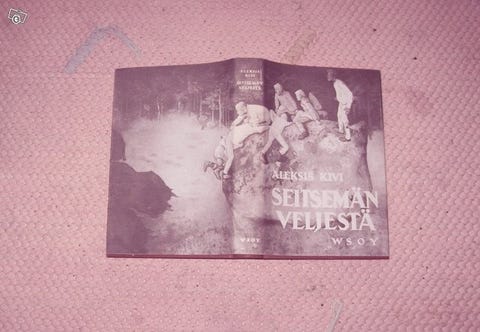 ALEKSIS
KIVI
SEITSEMÄN
VELJESTÄ
WSOY
ALEKSIS KIVI
SEITSEMÄN
VELJESTÄ
WSOY